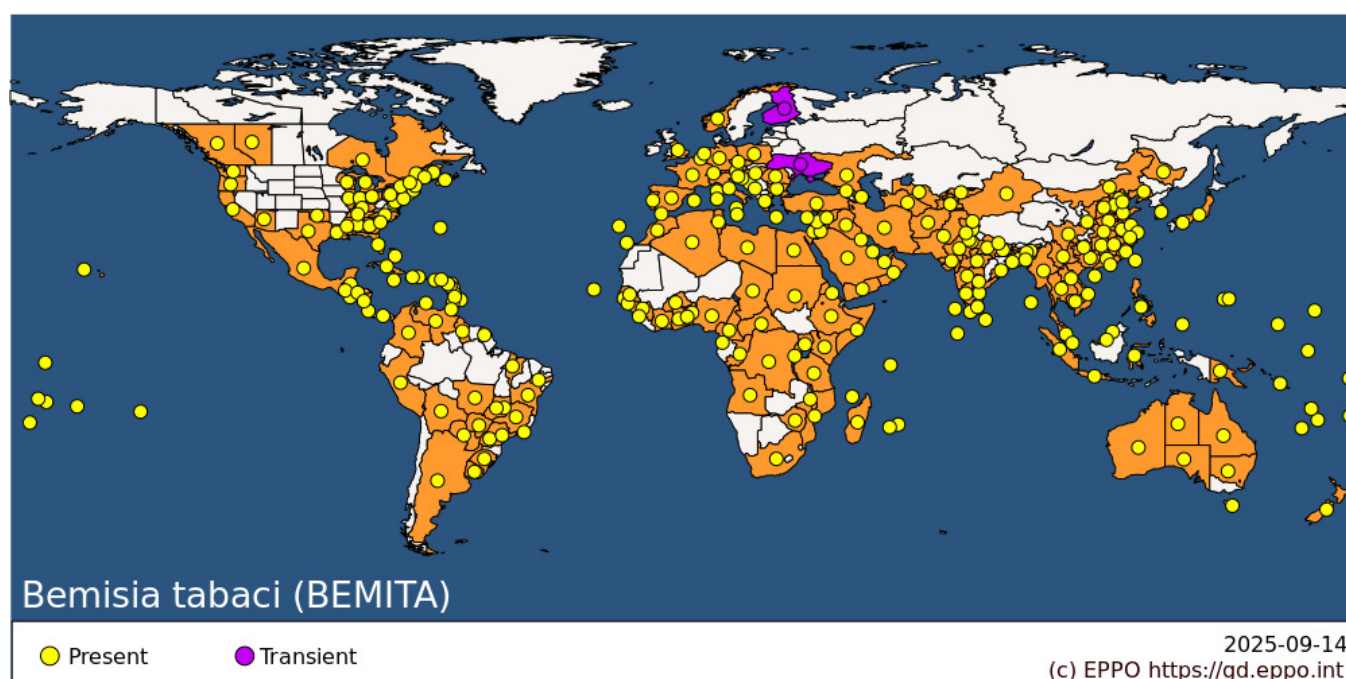 Bemisia tabaci (BEMITA)
Present
Transient
2025-09-14
(c) EPPO https://gd.eppo.int